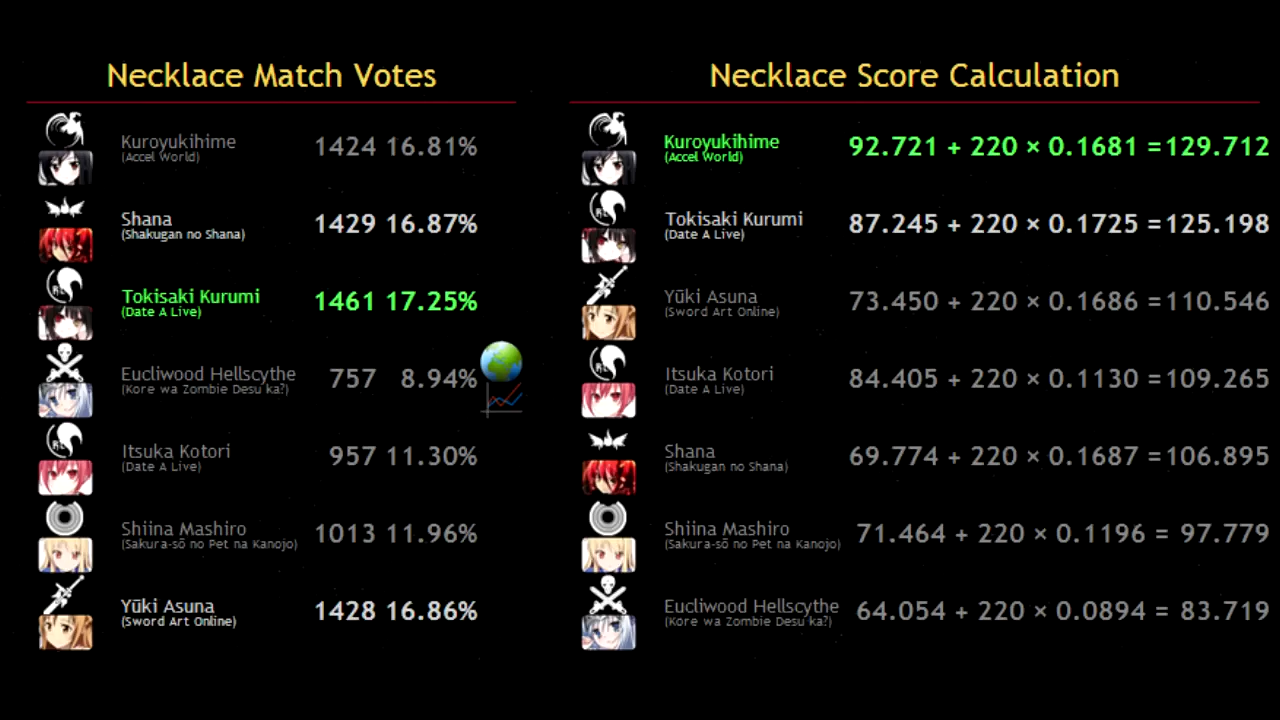 Necklace Match Votes
Kuroyukihime 1424 16.81%
(Accel World)
Shana 1429 16.87%
(Shakugan no Shana)
Tokisaki Kurumi 1461 17.25%
(Date A Live)
Eucliwood Hellscythe 757 8.94%
(Kore wa Zombie Desu ka?)
Itsuka Kotori 957 11.30%
(Date A Live)
Shiina Mashiro 1013 11.96%
(Sakura-sō no Pet na Kanojo)
Yūki Asuna 1428 16.86%
(Sword Art Online)
Necklace Score Calculation
Kuroyukihime 92.721 + 220 × 0.1681 =129.712
(Accel World)
Tokisaki Kurumi 87.245 + 220 × 0.1725 =125.198
(Date A Live)
Yūki Asuna 73.450 + 220 × 0.1686 =110.546
(Sword Art Online)
Itsuka Kotori 84.405 + 220 × 0.1130 =109.265
(Date A Live)
Shana 69.774 + 220 × 0.1687 =106.895
(Shakugan no Shana)
Shiina Mashiro 71.464 + 220 × 0.1196 = 97.779
(Sakura-sō no Pet na Kanojo)
Eucliwood Hellscythe 64.054 + 220 × 0.0894 = 83.719
(Kore wa Zombie Desu ka?)